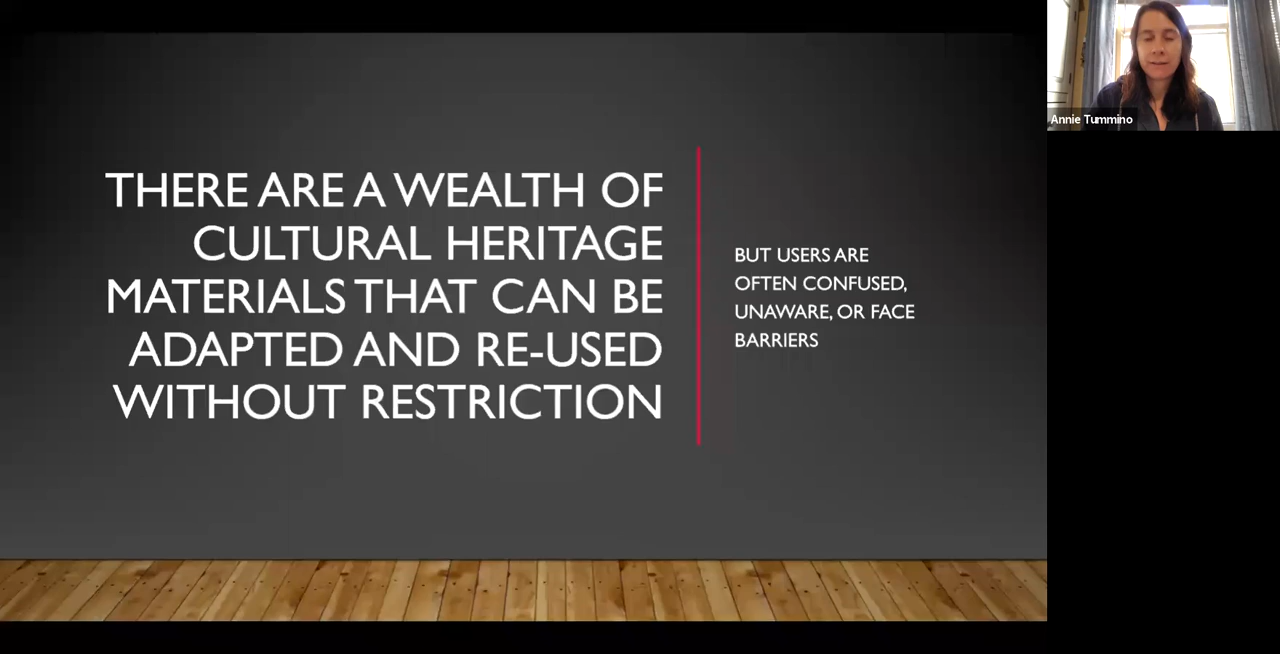 THERE ARE A WEALTH OF
CULTURAL HERITAGE
MATERIALS THAT CAN BE
ADAPTED AND RE-USED
WITHOUT RESTRICTION
BUT USERS ARE
OFTEN CONFUSED,
UNAWARE, OR FACE
BARRIERS
Annie Tummino